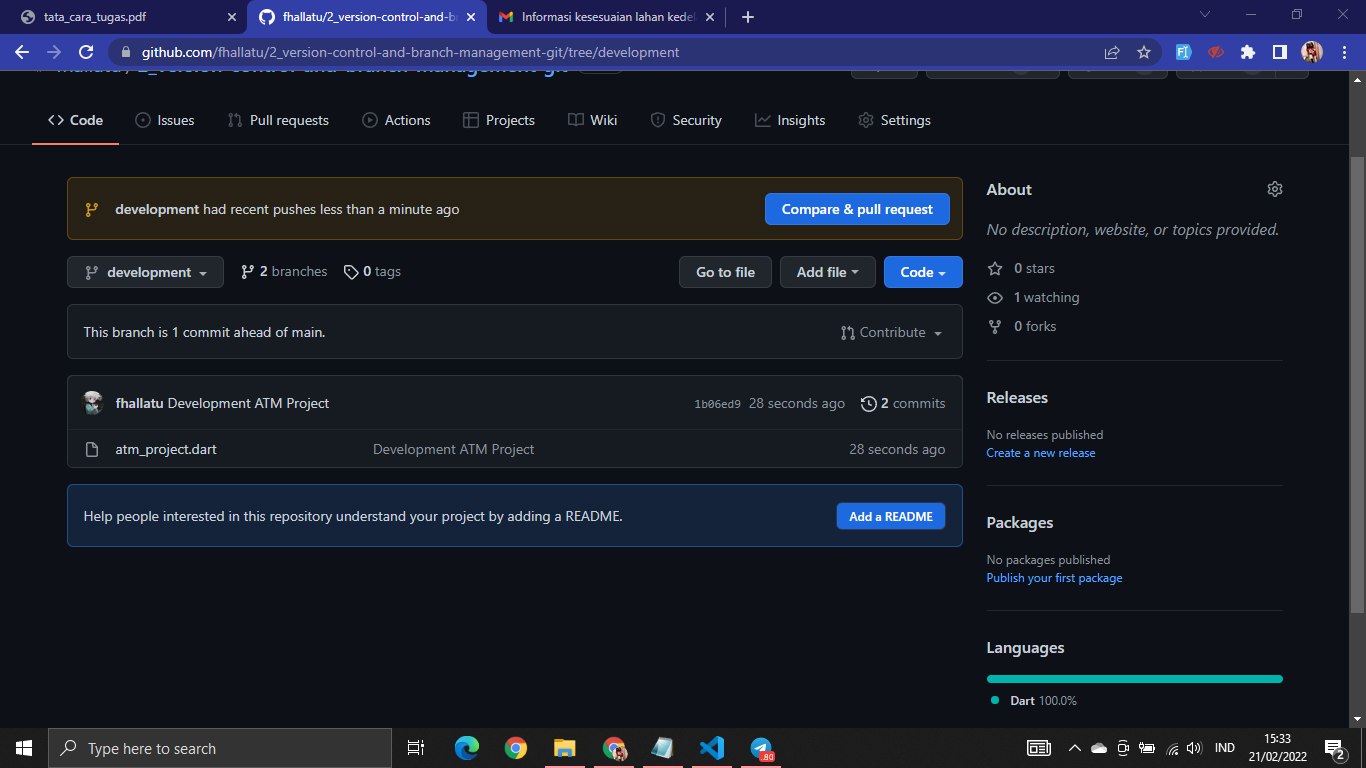 tata_cara_tugas.pdf
fhallatu/2_version-control-and-b
Informasi kesesuaian lahan kedel
github.com/fhallatu/2_version-control-and-branch-management-git/tree/development
Code
Issues
Pull requests
Actions
Projects
Wiki
Security
Insights
Settings
development had recent pushes less than a minute ago
Compare & pull request
development
2 branches
0 tags
Go to file
Add file
Code
This branch is 1 commit ahead of main.
Contribute
fhallatu Development ATM Project
1b06ed9 28 seconds ago
2 commits
atm_project.dart
Development ATM Project
28 seconds ago
Help people interested in this repository understand your project by adding a README.
Add a README
About
No description, website, or topics provided.
0 stars
1 watching
0 forks
Releases
No releases published
Create a new release
Packages
No packages published
Publish your first package
Languages
Dart 100.0%
Type here to search
.80
IND
15:33
21/02/2022
2